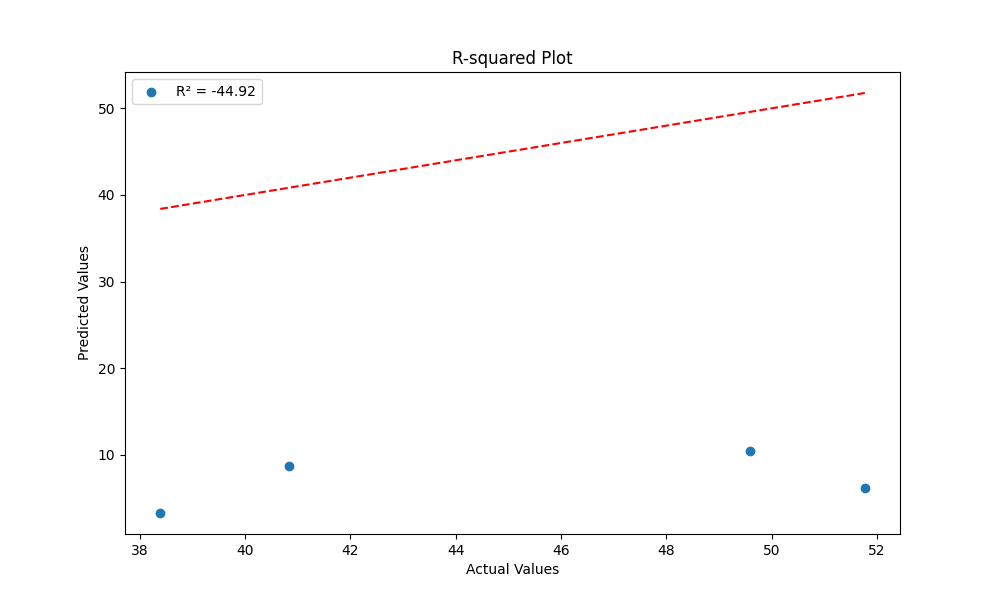 R-squared Plot
R² = -44.92
50
40
30
20
10
Predicted Values
38 40 42 44 46 48 50 52
Actual Values